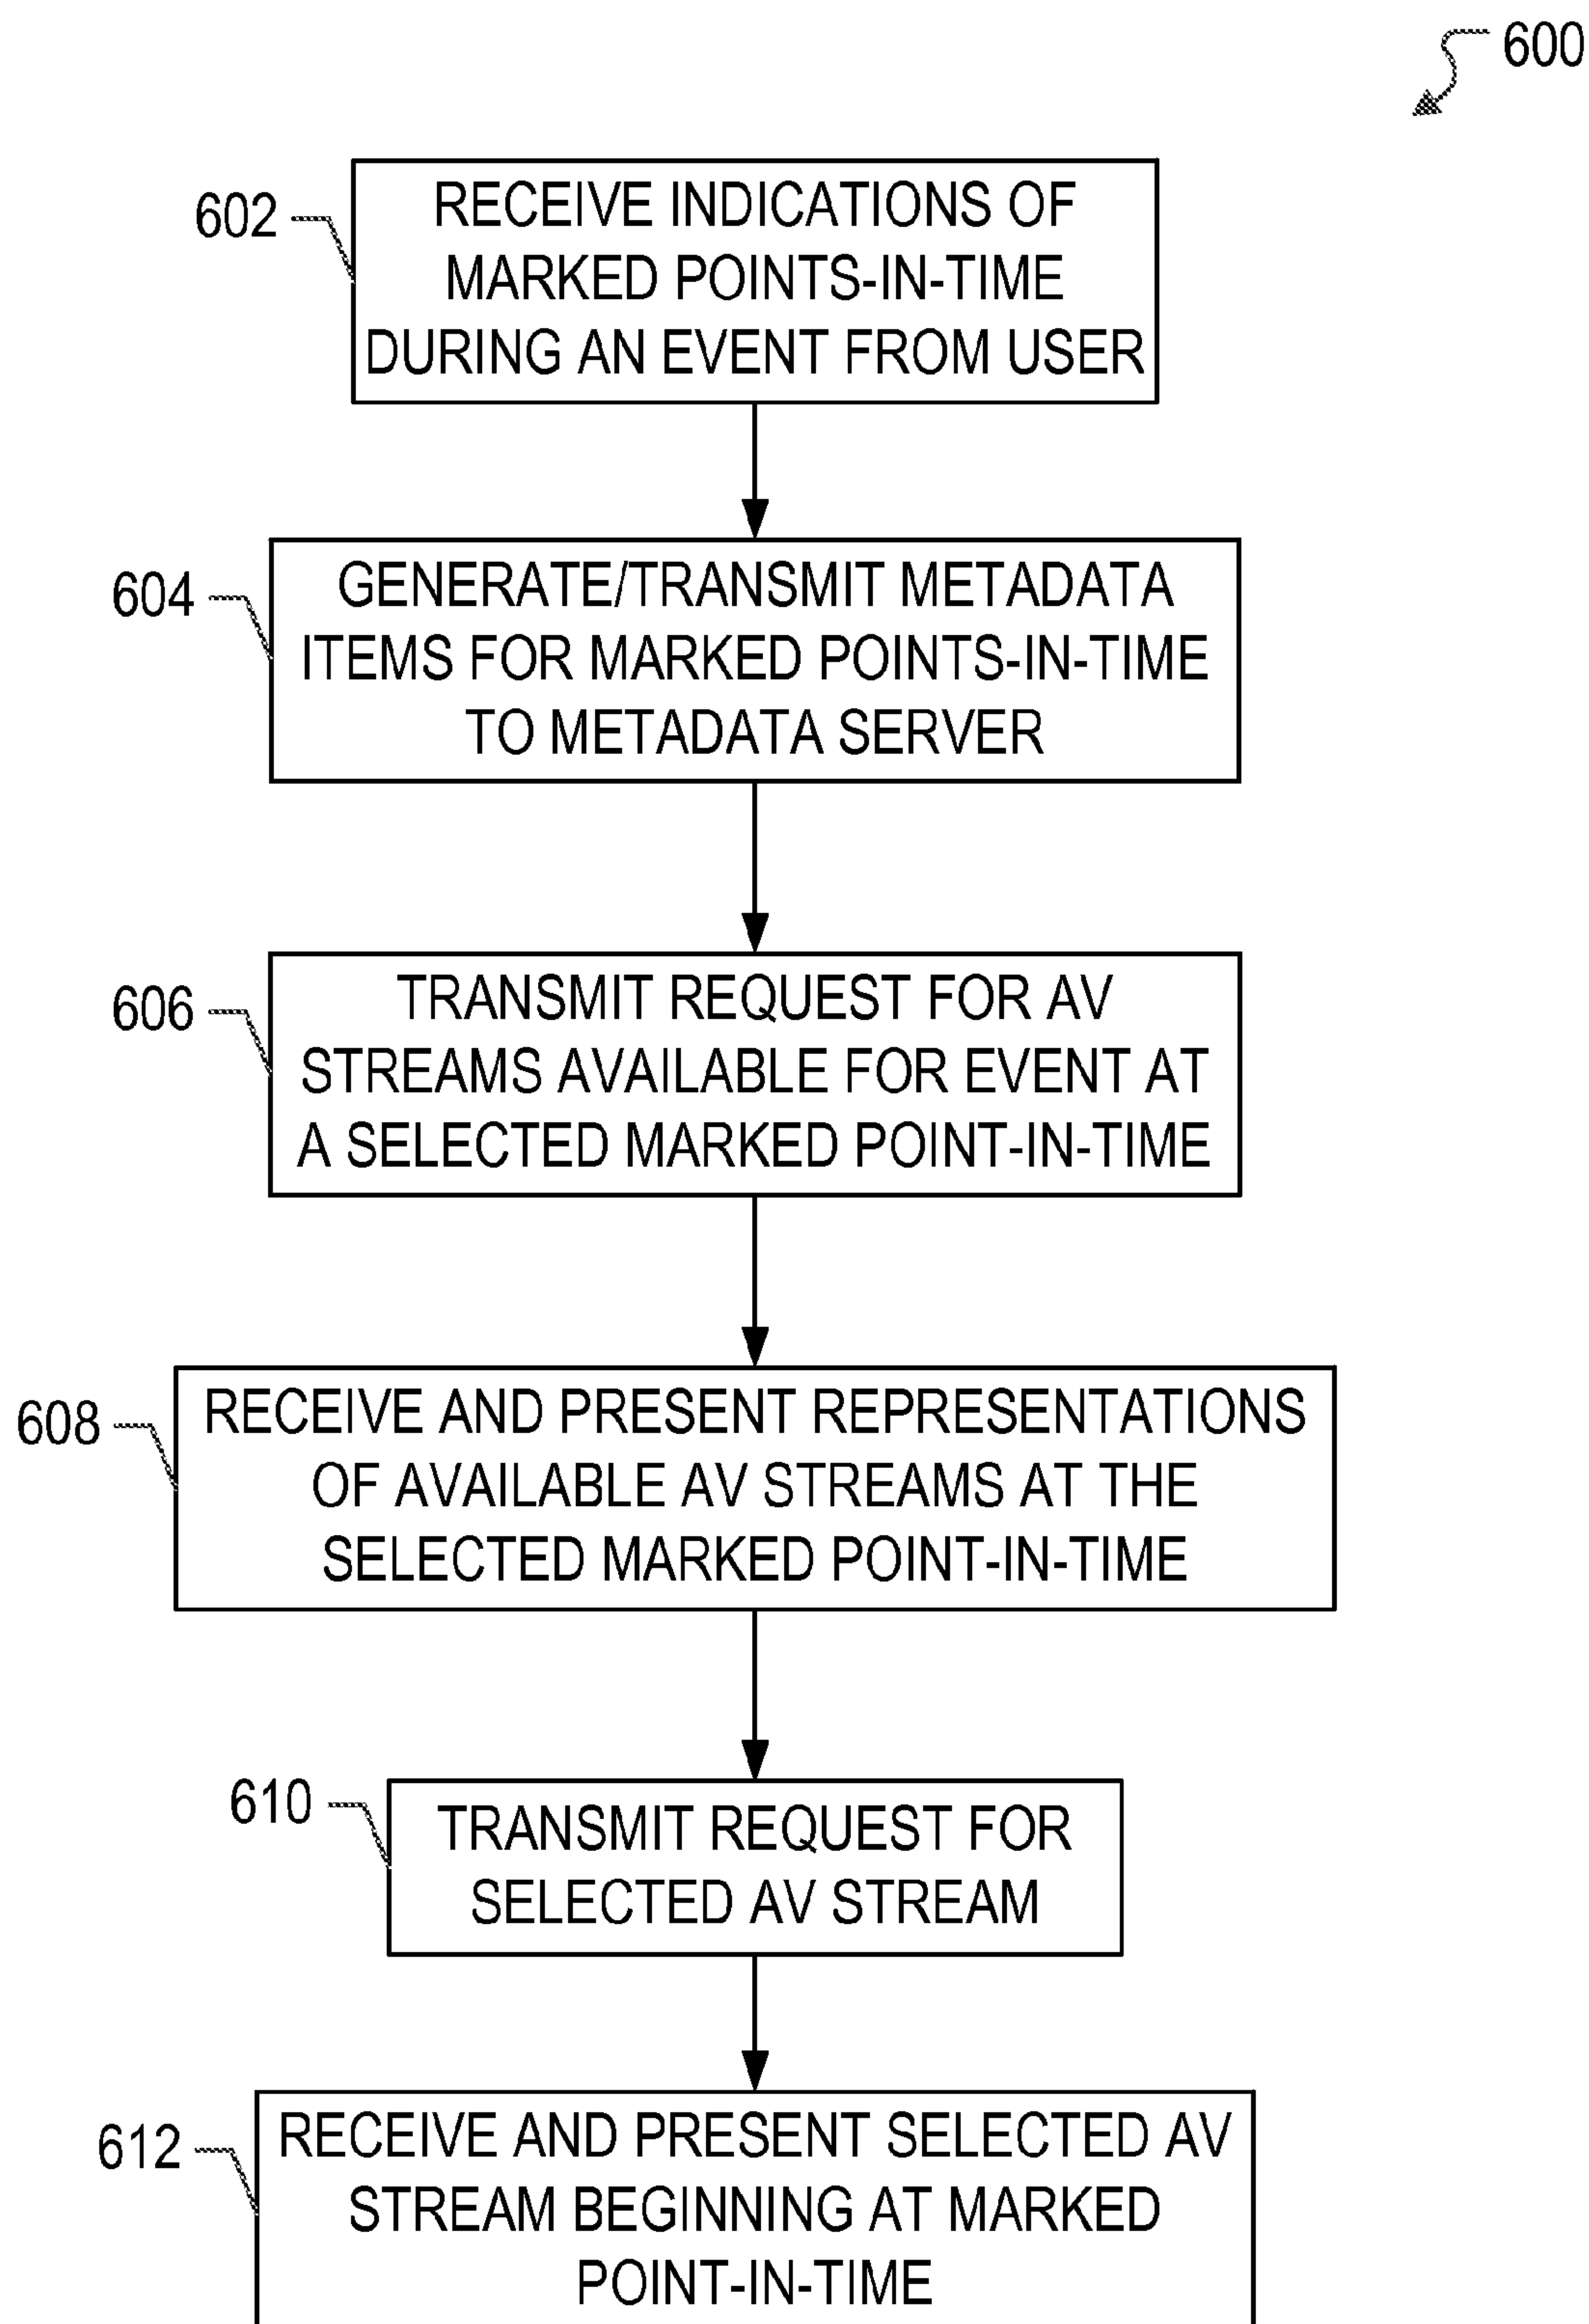 600
602
RECEIVE INDICATIONS OF
MARKED POINTS-IN-TIME
DURING AN EVENT FROM USER
604
GENERATE/TRANSMIT METADATA
ITEMS FOR MARKED POINTS-IN-TIME
TO METADATA SERVER
606
TRANSMIT REQUEST FOR AV
STREAMS AVAILABLE FOR EVENT AT
A SELECTED MARKED POINT-IN-TIME
608
RECEIVE AND PRESENT REPRESENTATIONS
OF AVAILABLE AV STREAMS AT THE
SELECTED MARKED POINT-IN-TIME
610
TRANSMIT REQUEST FOR
SELECTED AV STREAM
612
RECEIVE AND PRESENT SELECTED AV
STREAM BEGINNING AT MARKED
POINT-IN-TIME